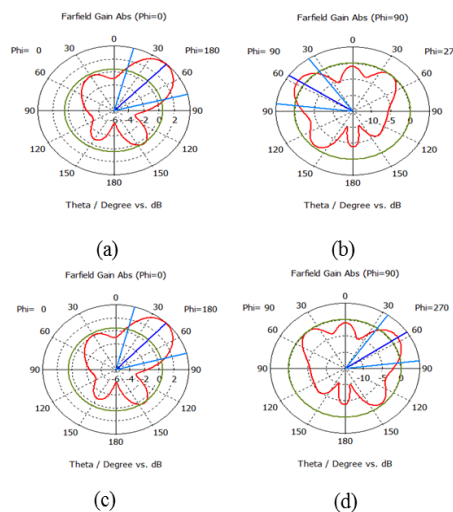 Farfield Gain Abs (Phi=0)
0
Phi= 0 30 30 Phi=180
60 60
90 -6 -4 -2 0 2 90
120 120
150 150
180
Theta / Degree vs. dB
(a)
Farfield Gain Abs (Phi=90)
0
Phi= 90 30 30 Phi=27
60 60
90 -10 -5 0 90
120 120
150 150
180
Theta / Degree vs. dB
(b)
Farfield Gain Abs (Phi=0)
0
Phi= 0 30 30 Phi=180
60 60
90 -6 -4 -2 0 2 90
120 120
150 150
180
Theta / Degree vs. dB
(c)
Farfield Gain Abs (Phi=90)
0
Phi= 90 30 30 Phi=270
60 60
90 -10 -5 0 90
120 120
150 150
180
Theta / Degree vs. dB
(d)